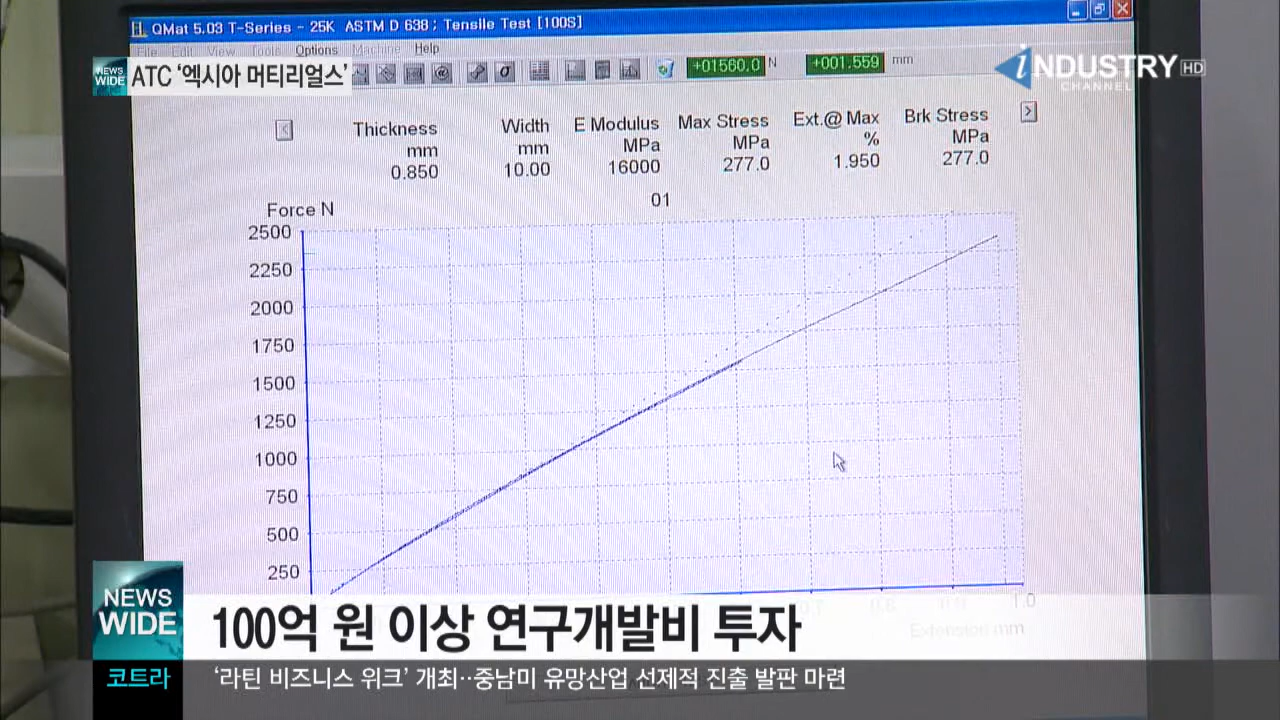 QMat 5.03 T-Series - 25K ASTM D 638 ; Tensile Test [100S]
File Edit View Tools Options Machine Help
NEWS WIDE
ATC ‘엑시아 머티리얼스’
+01560.0 N +001.559 mm
iNDUSTRY HD
CHANNEL
Thickness Width E Modulus Max Stress Ext.@ Max Brk Stress
mm mm MPa MPa % MPa
0.850 10.00 16000 277.0 1.950 277.0
01
Force N
2500
2250
2000
1750
1500
1250
1000
750
500
250
0.7 0.8 0.9 1.0
Extension mm
NEWS
WIDE
100억 원 이상 연구개발비 투자
코트라
‘라틴 비즈니스 위크’ 개최··중남미 유망산업 선제적 진출 발판 마련